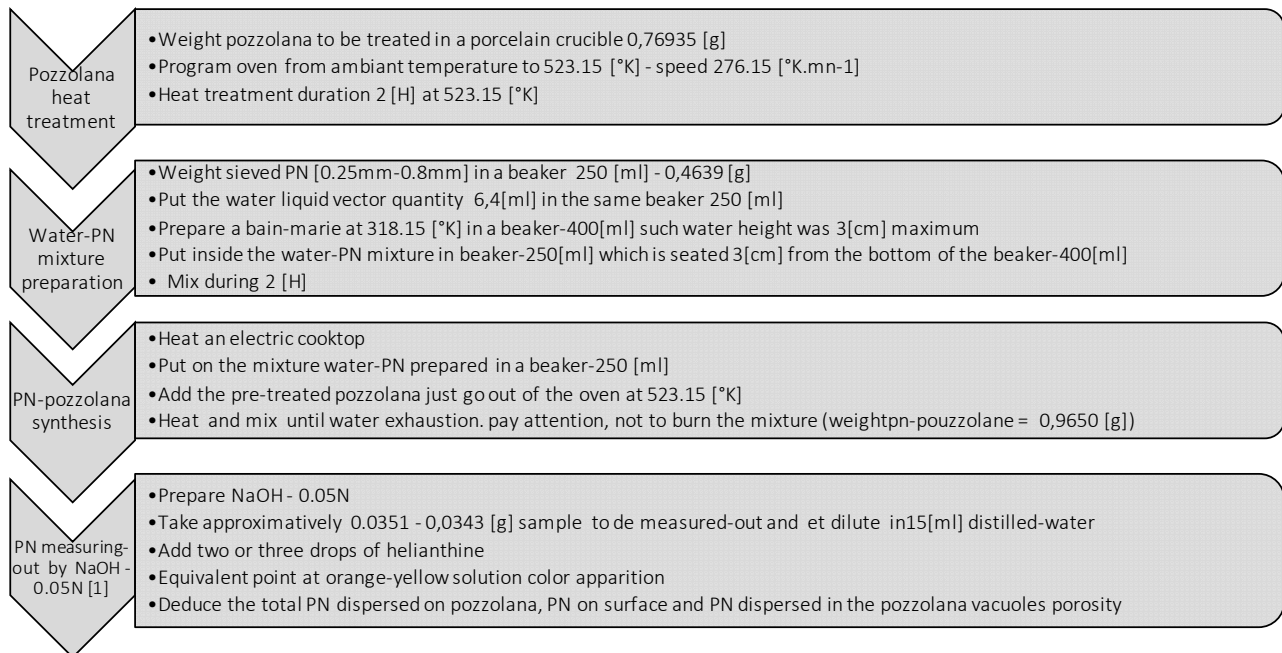 Pozzolana
heat
treatment
•Weight pozzolana to be treated in a porcelain crucible 0,76935 [g]
•Program oven from ambiant temperature to 523.15 [°K] - speed 276.15 [°K.mn-1]
•Heat treatment duration 2 [H] at 523.15 [°K]
Water-PN
mixture
preparation
•Weight sieved PN [0.25mm-0.8mm] in a beaker 250 [ml] - 0,4639 [g]
•Put the water liquid vector quantity 6,4[ml] in the same beaker 250 [ml]
•Prepare a bain-marie at 318.15 [°K] in a beaker-400[ml] such water height was 3[cm] maximum
•Put inside the water-PN mixture in beaker-250[ml] which is seated 3[cm] from the bottom of the beaker-400[ml]
• Mix during 2 [H]
PN-pozzolana
synthesis
•Heat an electric cooktop
•Put on the mixture water-PN prepared in a beaker-250 [ml]
•Add the pre-treated pozzolana just go out of the oven at 523.15 [°K]
•Heat and mix until water exhaustion. pay attention, not to burn the mixture (weightpn-pouzzolane = 0,9650 [g])
PN measuring-
out by NaOH -
0.05N [1]
•Prepare NaOH - 0.05N
•Take approximatively 0.0351 - 0,0343 [g] sample to de measured-out and et dilute in15[ml] distilled-water
•Add two or three drops of helianthine
•Equivalent point at orange-yellow solution color apparition
•Deduce the total PN dispersed on pozzolana, PN on surface and PN dispersed in the pozzolana vacuoles porosity